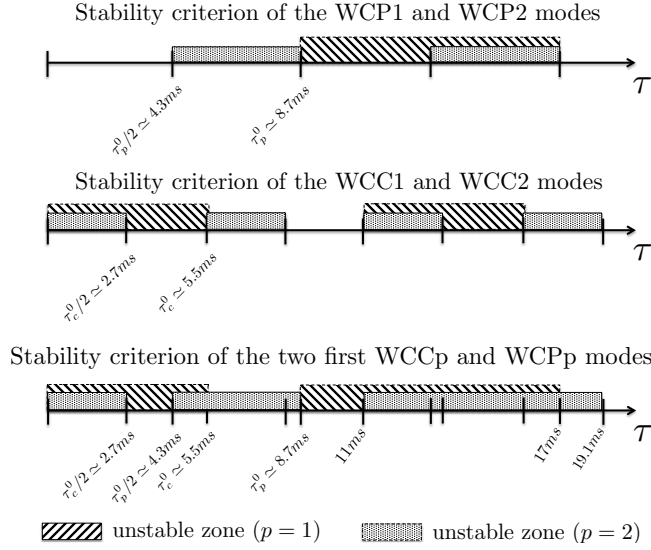 Stability criterion of the WCP1 and WCP2 modes
τ
τ_p^0/2 ≃ 4.3ms
τ_p^0 ≃ 8.7ms
Stability criterion of the WCC1 and WCC2 modes
τ
τ_c^0/2 ≃ 2.7ms
τ_c^0 ≃ 5.5ms
Stability criterion of the two first WCCp and WCPp modes
τ
τ_c^0/2 ≃ 2.7ms
τ_p^0/2 ≃ 4.3ms
τ_c^0 ≃ 5.5ms
τ_p^0 ≃ 8.7ms
11ms
17ms
19.1ms
unstable zone (p = 1)
unstable zone (p = 2)